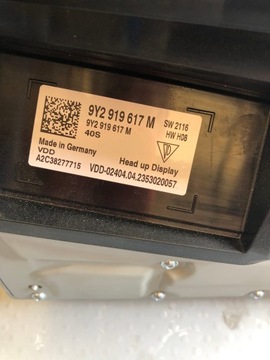 9Y2 919 617 M
9Y2 919 617 M
40S
SW 2116
HW H08
Made in Germany
VDD
A2C38277715
Head up Display
VDD-02404.04.2353020057